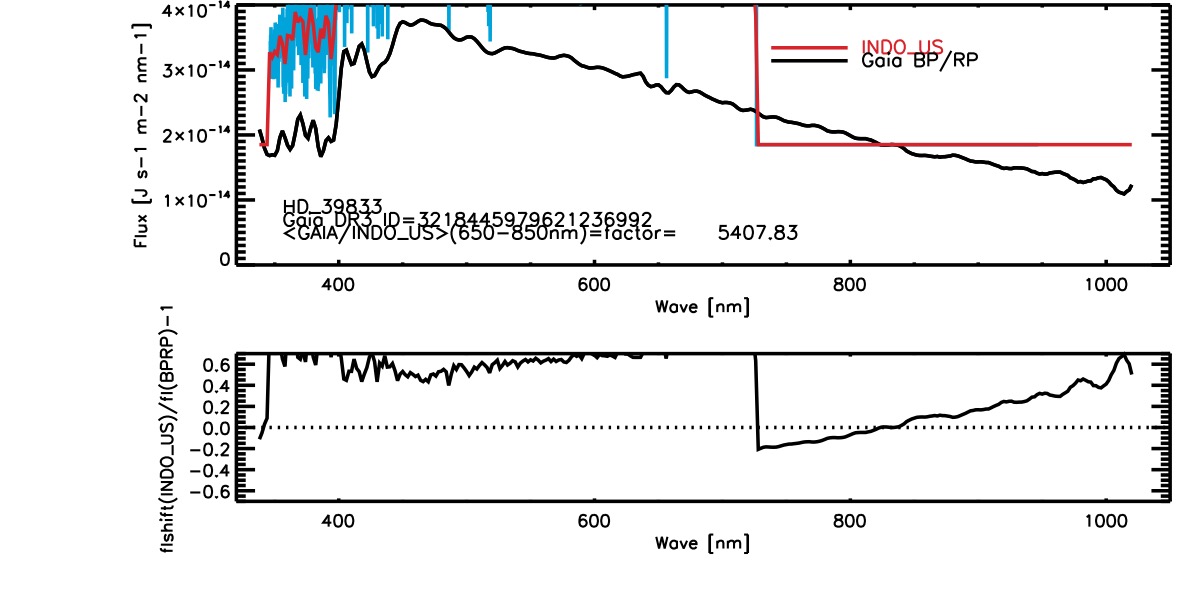 4×10⁻¹⁴
3×10⁻¹⁴
2×10⁻¹⁴
1×10⁻¹⁴
0
Flux [J s−1 m−2 nm−1]
INDO_US
Gaia BP/RP
HD_39833
Gaia DR3 ID=3218445979621236992
<GAIA/INDO_US>(650−850nm)=factor= 5407.83
400 600 800 1000
Wave [nm]
0.6
0.4
0.2
0.0
−0.2
−0.4
−0.6
flshift(INDO_US)/fl(BPRP)−1
400 600 800 1000
Wave [nm]